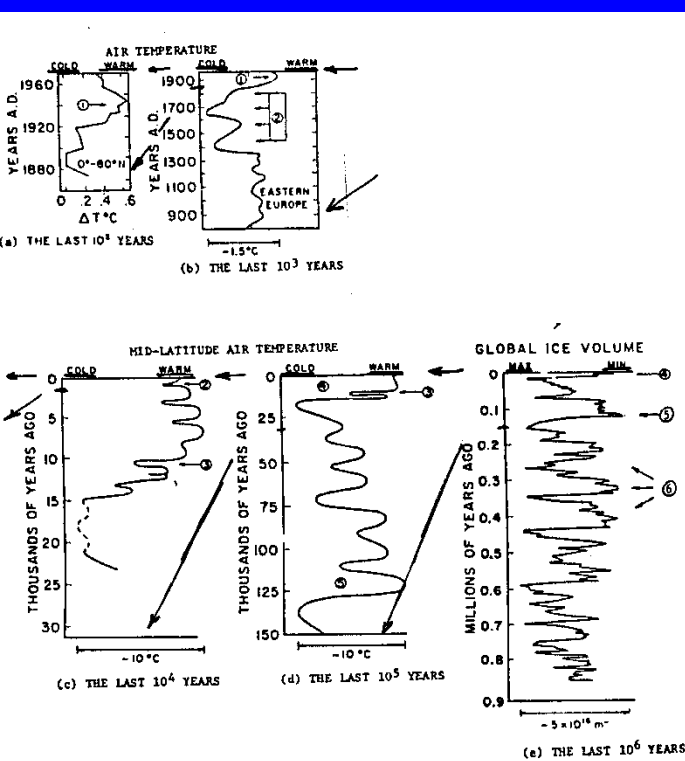 AIR TEMPERATURE
COLD WARM
1960
1920
1880
YEARS A.D.
①
0°-80°N
0 .2 .4 .6
ΔT°C
(a) THE LAST 10² YEARS
WARM
1900
1700
1500
1300
1100
900
YEARS A.D.
①
②
EASTERN
EUROPE
~1.5°C
(b) THE LAST 10³ YEARS
MID-LATITUDE AIR TEMPERATURE
COLD WARM
0
5
10
15
20
25
30
THOUSANDS OF YEARS AGO
②
③
~10°C
(c) THE LAST 10⁴ YEARS
COLD WARM
0
25
50
75
100
125
150
THOUSANDS OF YEARS AGO
④
③
⑤
~10°C
(d) THE LAST 10⁵ YEARS
GLOBAL ICE VOLUME
MAX MIN
0
0.1
0.2
0.3
0.4
0.5
0.6
0.7
0.8
0.9
MILLIONS OF YEARS AGO
④
⑤
⑥
(e) THE LAST 10⁶ YEARS